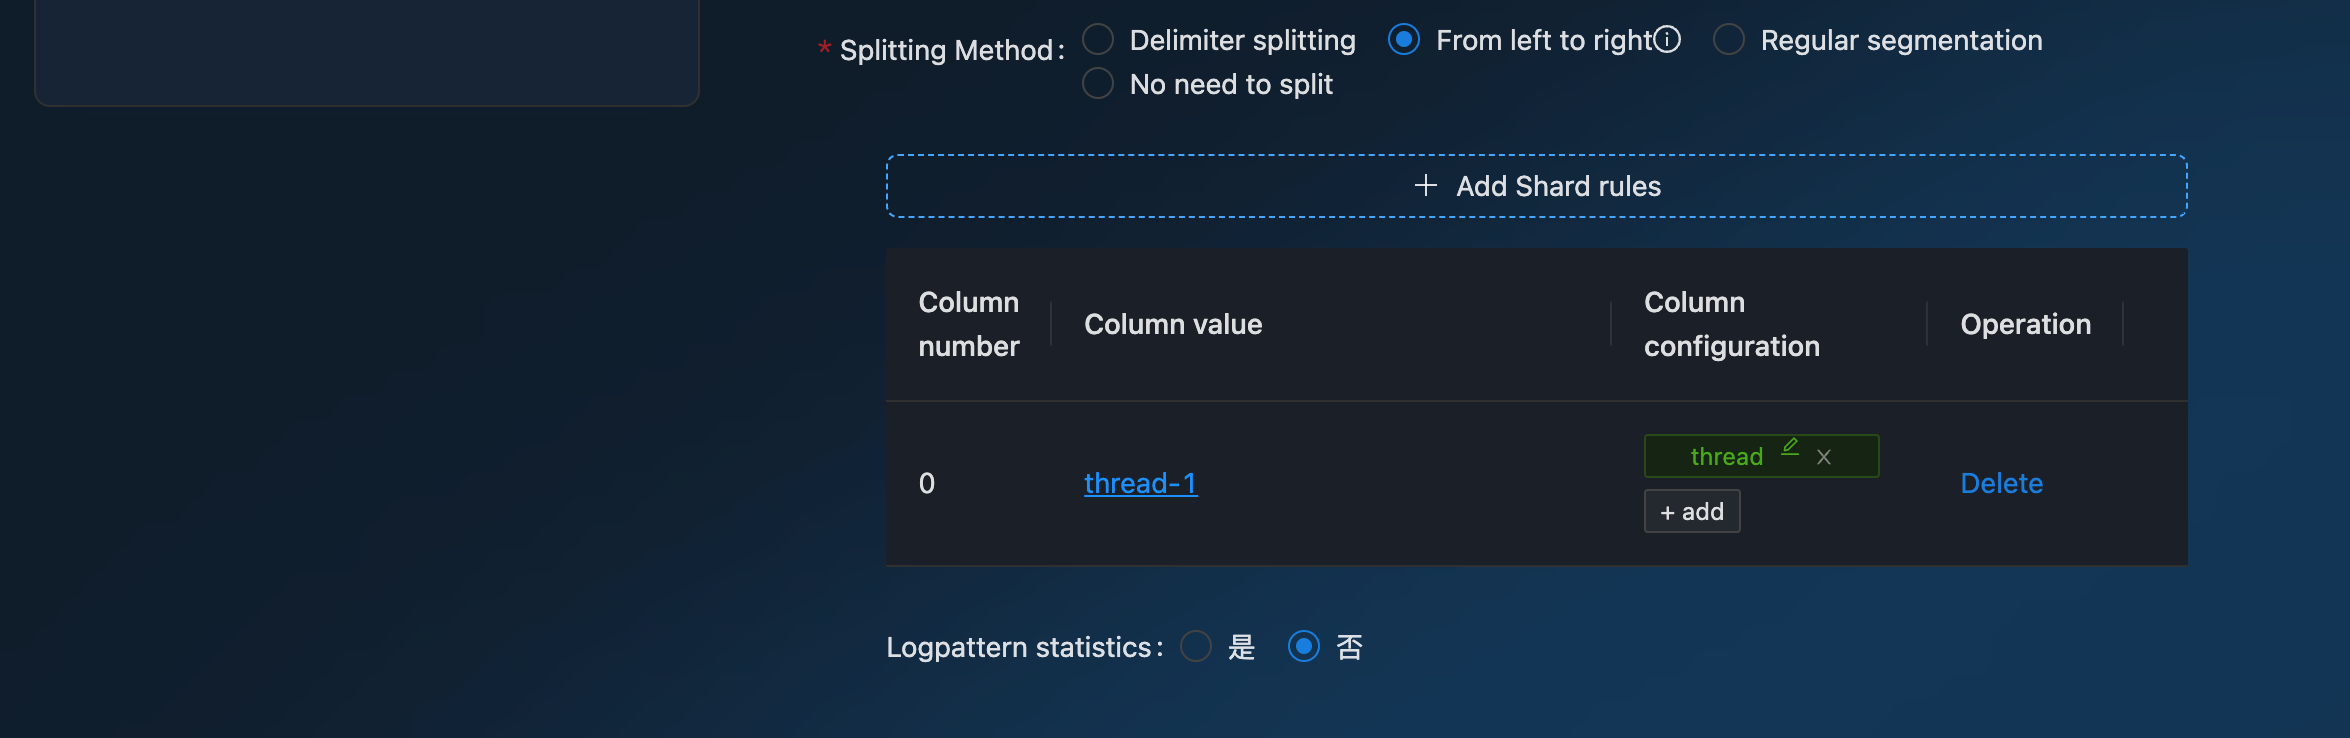 * Splitting Method: Delimiter splitting From left to right Regular segmentation
No need to split
+ Add Shard rules
Column number Column value Column configuration Operation
0 thread-1 thread Delete
+ add
Logpattern statistics: 是 否